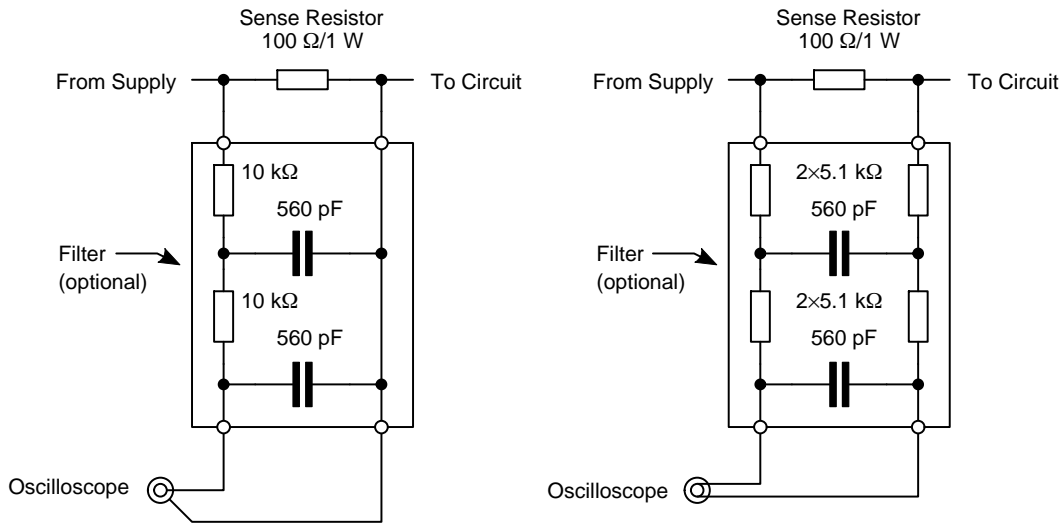 Sense Resistor
100 Ω/1 W
From Supply
To Circuit
10 kΩ
560 pF
Filter
(optional)
10 kΩ
560 pF
Oscilloscope
Sense Resistor
100 Ω/1 W
From Supply
To Circuit
2×5.1 kΩ
560 pF
Filter
(optional)
2×5.1 kΩ
560 pF
Oscilloscope